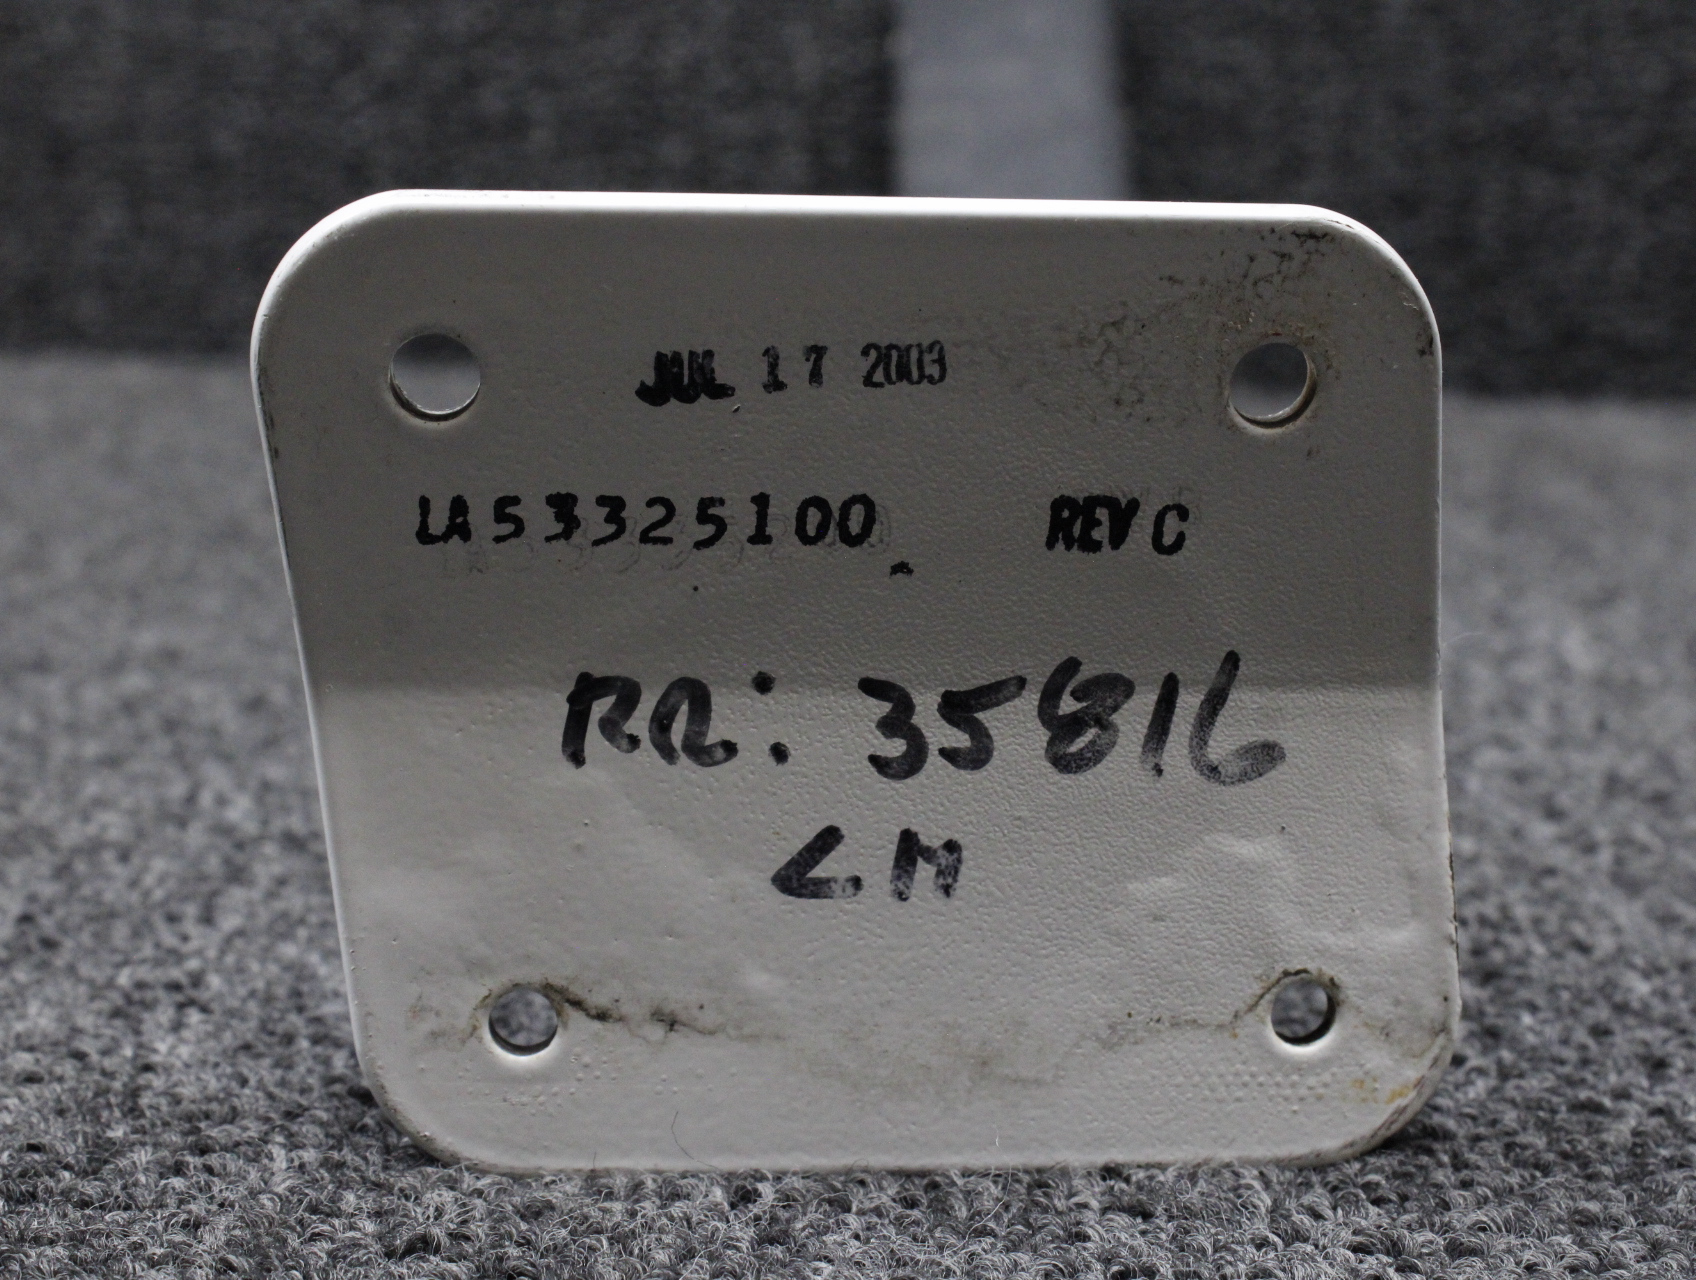 JUL 17 2003
LA53325100 REV C
RR: 35816
LM